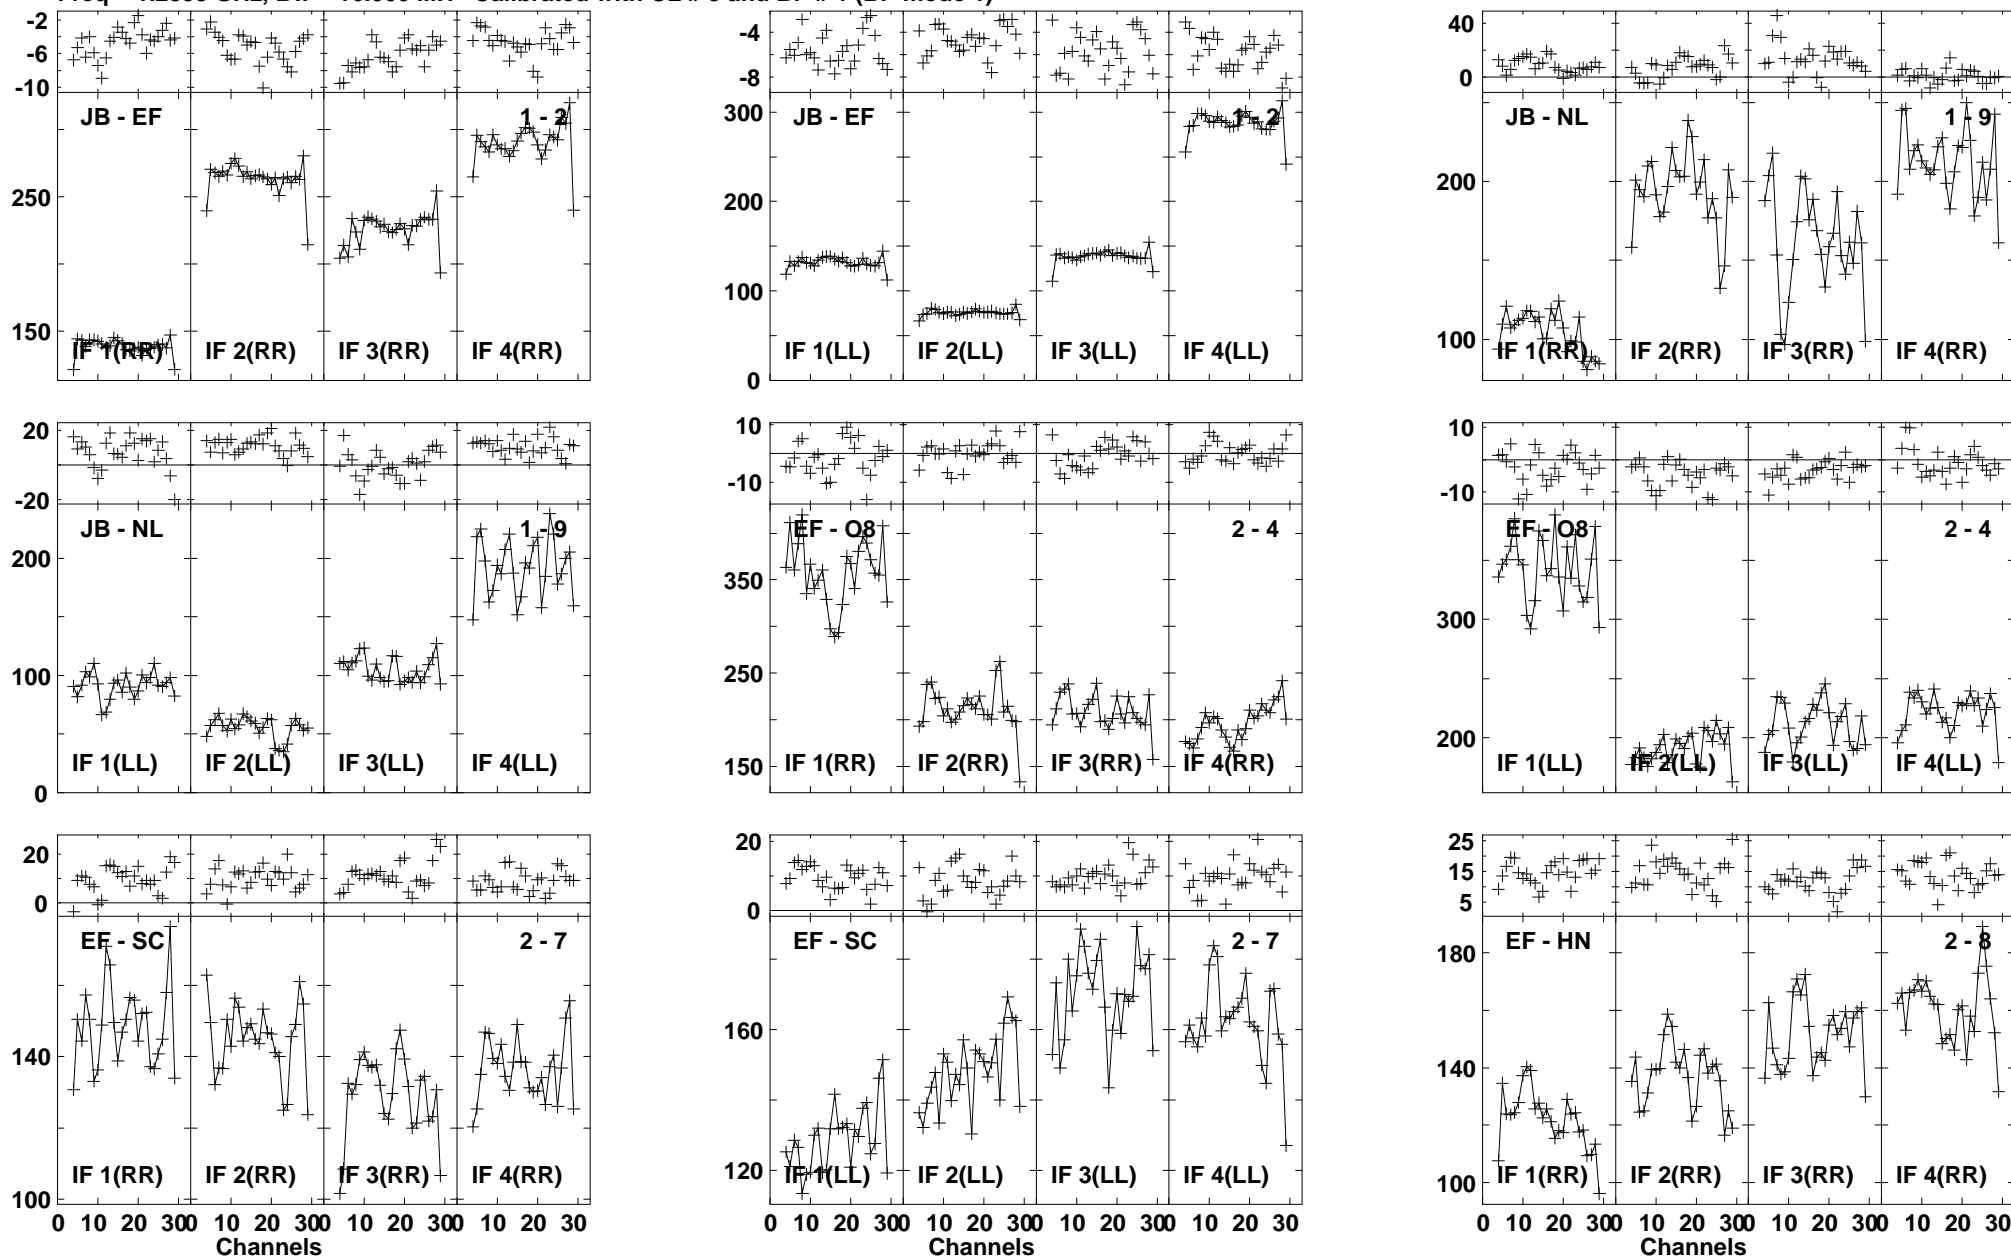 -2 -4 40
-6
-10 -8 0
JB - EF 1 - 2 300 JB - EF 1 - 2 JB - NL 1 - 9
250 200 200
150 100 100
IF 1(RR) IF 2(RR) IF 3(RR) IF 4(RR) IF 1(LL) IF 2(LL) IF 3(LL) IF 4(LL) IF 1(RR) IF 2(RR) IF 3(RR) IF 4(RR)
0
20 10 10
-20 -10 -10
JB - NL 1 - 9 EF - O8 2 - 4 EF - O8 2 - 4
200 350 300
100 250 200
IF 1(LL) IF 2(LL) IF 3(LL) IF 4(LL) IF 1(RR) IF 2(RR) IF 3(RR) IF 4(RR) IF 1(LL) IF 2(LL) IF 3(LL) IF 4(LL)
0 150
20 20 25
10 15
0 0 5
EF - SC 2 - 7 EF - SC 2 - 7 EF - HN 2 - 8
180
140 160 140
IF 1(RR) IF 2(RR) IF 3(RR) IF 4(RR) IF 1(LL) IF 2(LL) IF 3(LL) IF 4(LL) IF 1(RR) IF 2(RR) IF 3(RR) IF 4(RR)
100 120 100
0 10 20 30 0 10 20 30 0 10 20 30 0 10 20 30 0 10 20 30 0 10 20 30 0 10 20 30 0 10 20 30 0 10 20 30 0 10 20 30 0 10 20 30 0 10 20 30
Channels Channels Channels